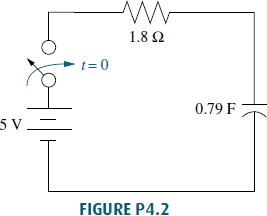 1.8 Ω
t = 0
0.79 F
5 V
FIGURE P4.2